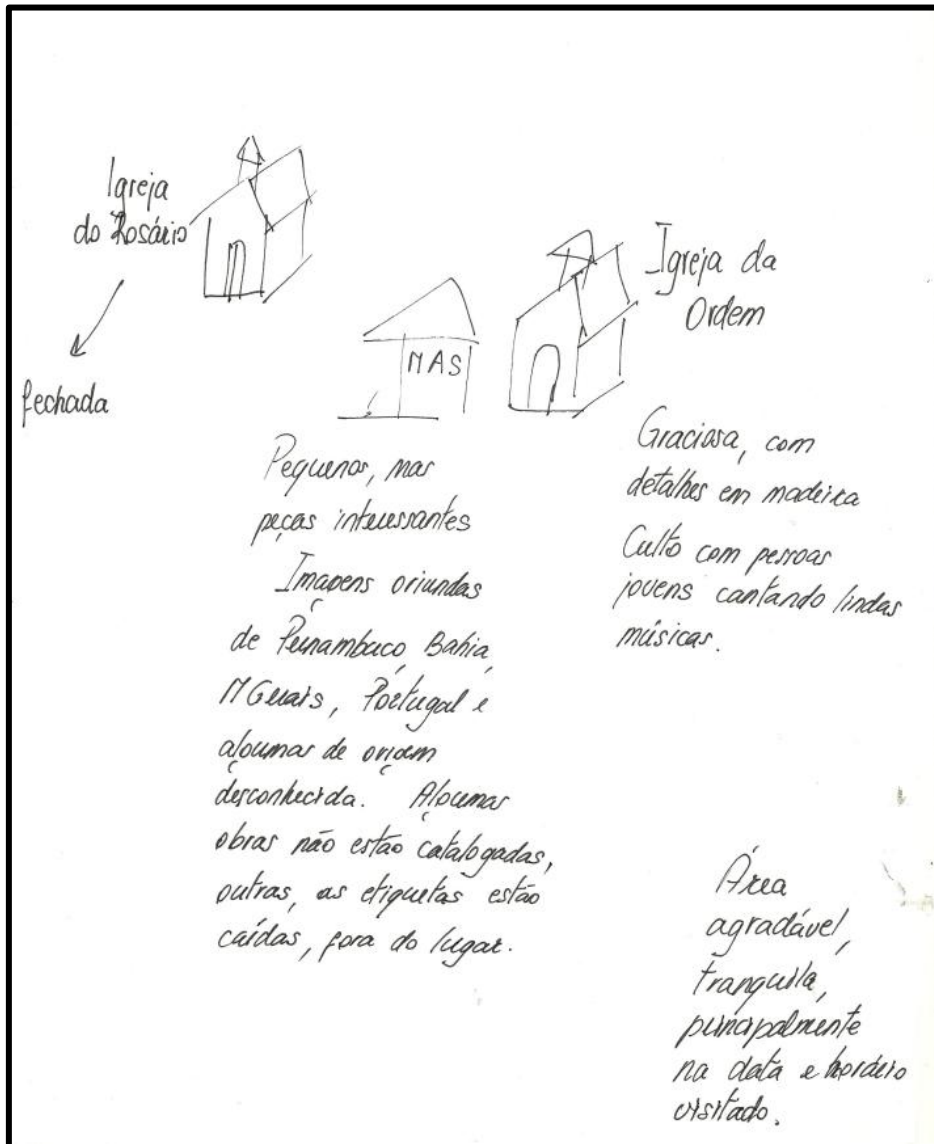 Igreja
do Rosário
fechada
MAS
Igreja da
Ordem
Pequenos, mas
peças interessantes
Imagens oriundas
de Pernambuco, Bahia,
M Gerais, Portugal e
algumas de origem
desconhecida. Algumas
obras não estão catalogadas,
outras, as etiquetas estão
caídas, fora do lugar.
Graciosa, com
detalhes em madeira
Culto com pessoas
jovens cantando lindas
músicas.
Área
agradável,
tranquila,
principalmente
na data e horário
visitado.